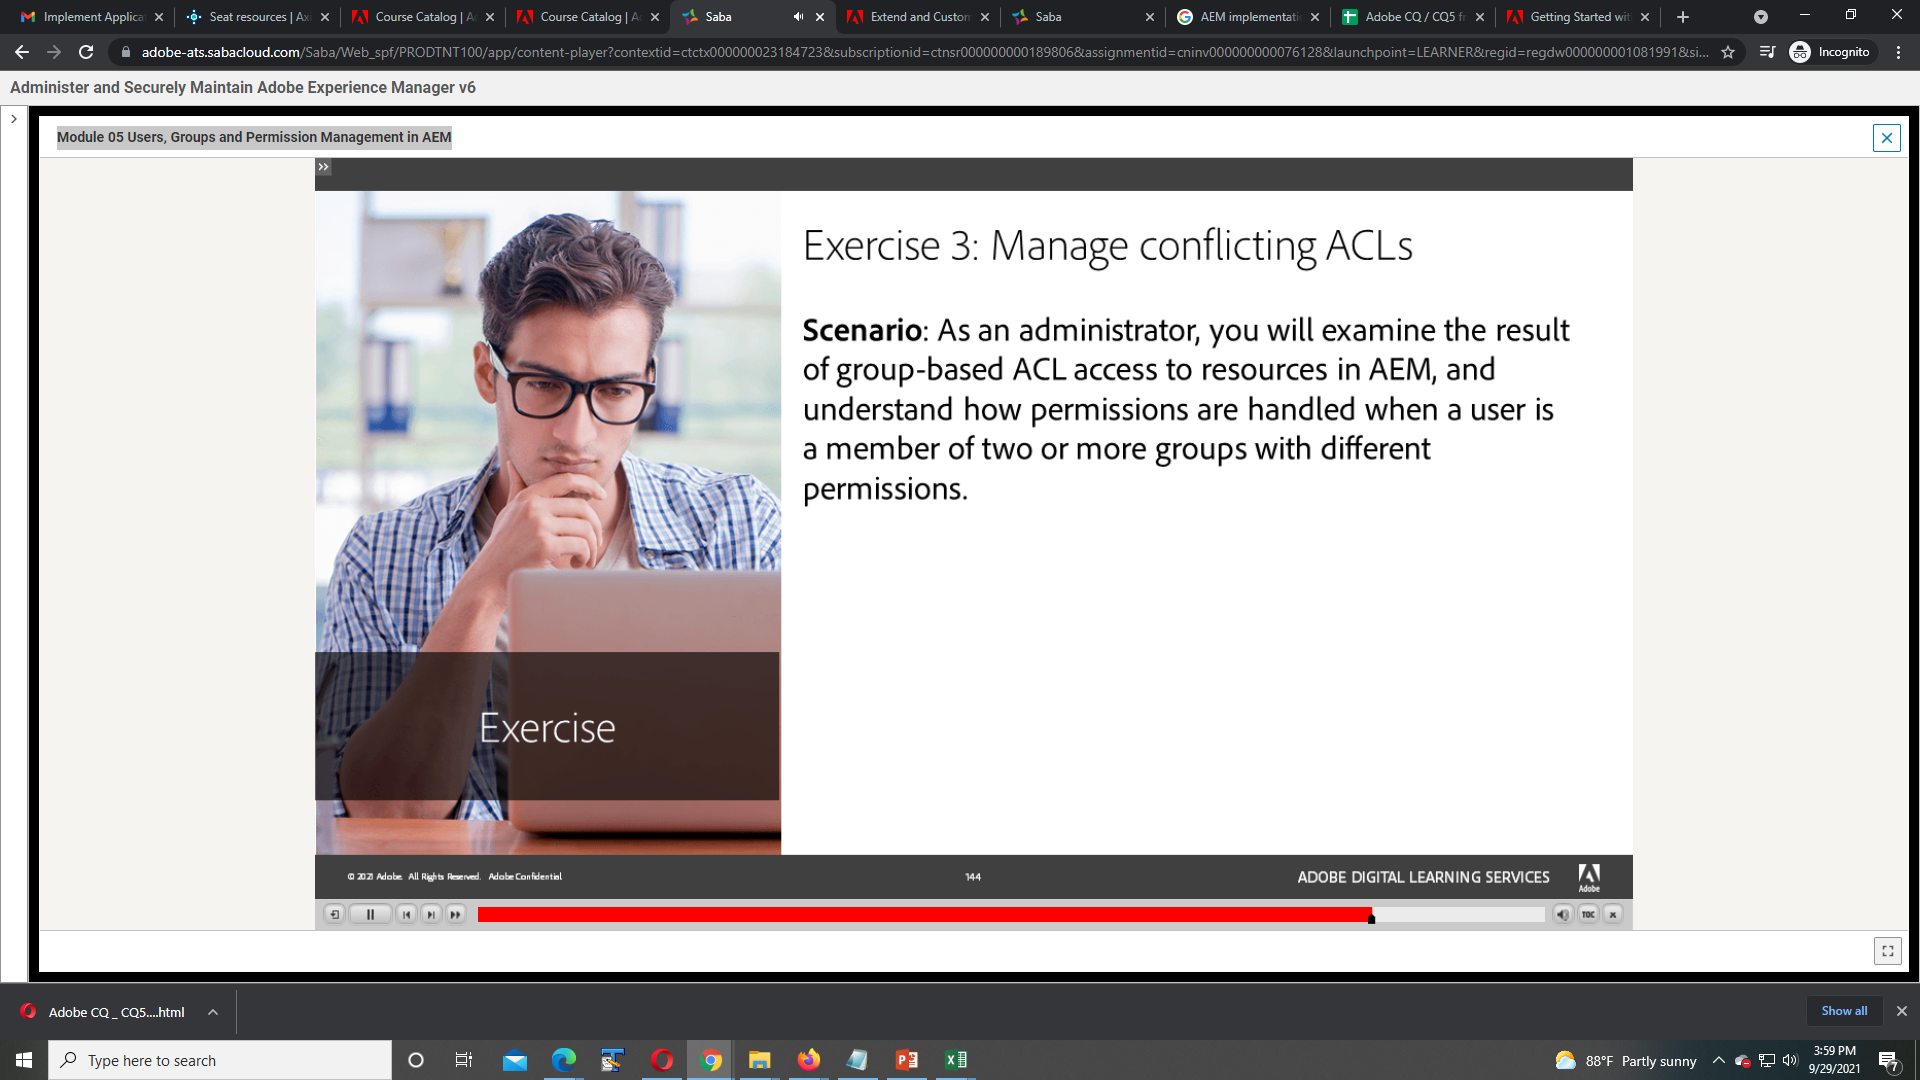 Implement Applica
Seat resources | Ax
Course Catalog | A
Course Catalog | A
Saba
Extend and Custom
Saba
AEM implementati
Adobe CQ / CQ5 fr
Getting Started wit
adobe-ats.sabacloud.com/Saba/Web_spf/PRODTNT100/app/content-player?contextid=ctctx000000023184723&subscriptionid=ctnsr000000000189806&assignmentid=cninv000000000076128&launchpoint=LEARNER&regid=regdw000000001081991&si...
Incognito
Administer and Securely Maintain Adobe Experience Manager v6
Module 05 Users, Groups and Permission Management in AEM
Exercise 3: Manage conflicting ACLs
Scenario: As an administrator, you will examine the result
of group-based ACL access to resources in AEM, and
understand how permissions are handled when a user is
a member of two or more groups with different
permissions.
Exercise
© 2021 Adobe. All Rights Reserved. Adobe Confidential
144
ADOBE DIGITAL LEARNING SERVICES
Adobe
TOC
Adobe CQ _ CQ5....html
Show all
Type here to search
88°F Partly sunny
3:59 PM
9/29/2021
7